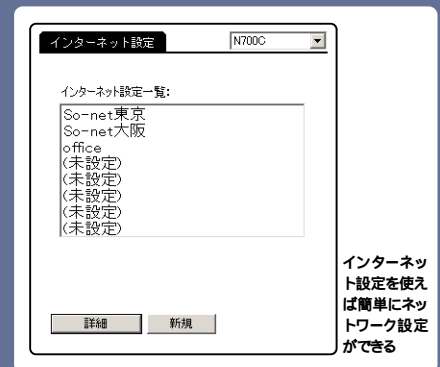 インターネット設定
N700C
インターネット設定一覧:
So-net東京
So-net大阪
office
(未設定)
(未設定)
(未設定)
(未設定)
(未設定)
詳細
新規
インターネッ
ト設定を使え
ば簡単にネッ
トワーク設定
ができる